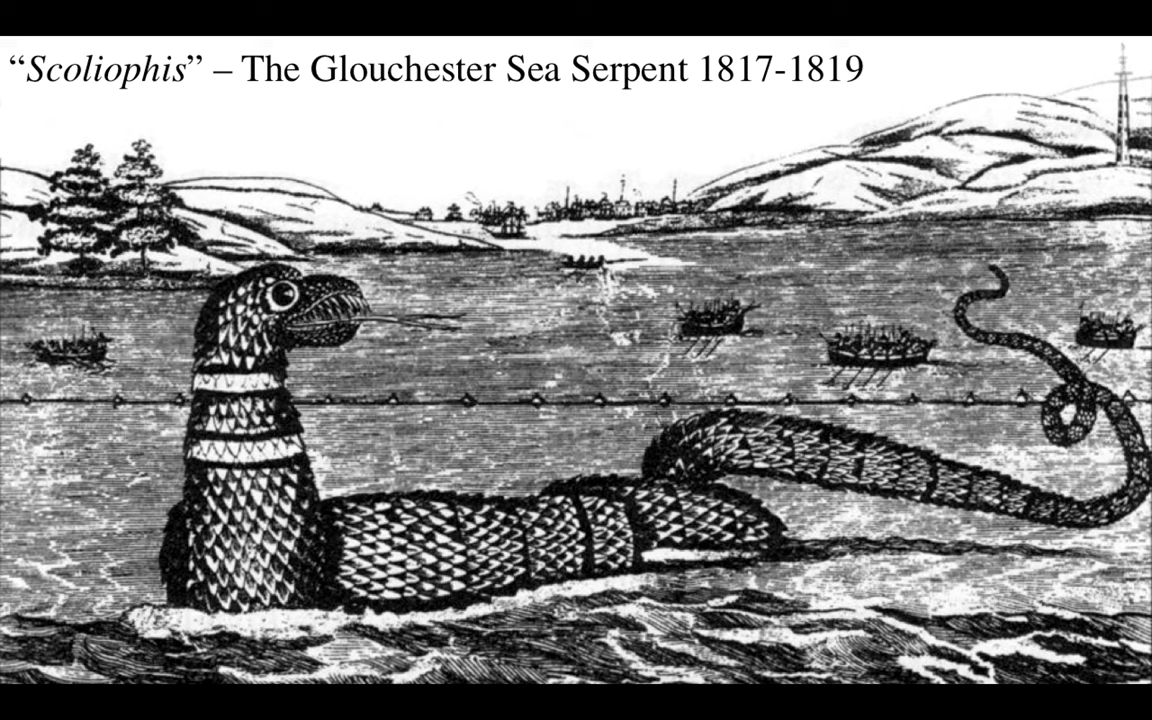 “Scoliophis” – The Glouchester Sea Serpent 1817-1819